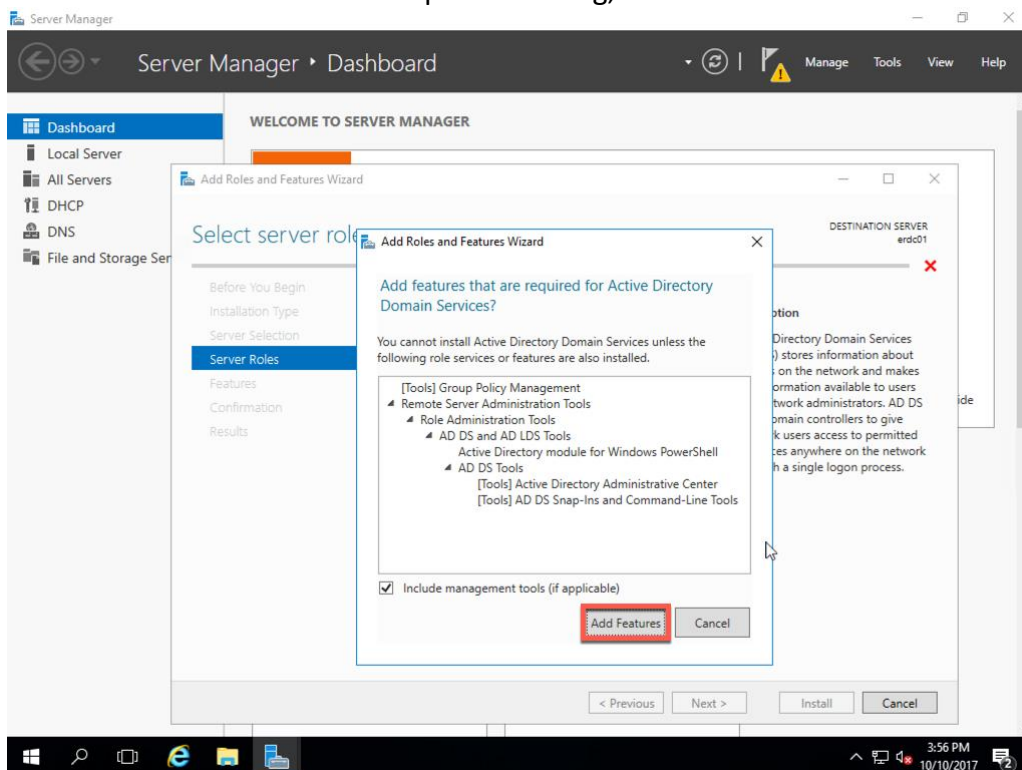 Server Manager
Server Manager • Dashboard
Manage Tools View Help
Dashboard
Local Server
All Servers
DHCP
DNS
File and Storage Ser
WELCOME TO SERVER MANAGER
Add Roles and Features Wizard
Select server role
DESTINATION SERVER
erdc01
Before You Begin
Installation Type
Server Selection
Server Roles
Features
Confirmation
Results
Add Roles and Features Wizard
Add features that are required for Active Directory
Domain Services?
You cannot install Active Directory Domain Services unless the
following role services or features are also installed.
[Tools] Group Policy Management
Remote Server Administration Tools
Role Administration Tools
AD DS and AD LDS Tools
Active Directory module for Windows PowerShell
AD DS Tools
[Tools] Active Directory Administrative Center
[Tools] AD DS Snap-Ins and Command-Line Tools
Include management tools (if applicable)
Add Features Cancel
ption
Directory Domain Services
) stores information about
on the network and makes
ormation available to users
twork administrators. AD DS
omain controllers to give
k users access to permitted
ces anywhere on the network
h a single logon process.
ide
< Previous Next > Install Cancel
3:56 PM
10/10/2017
2